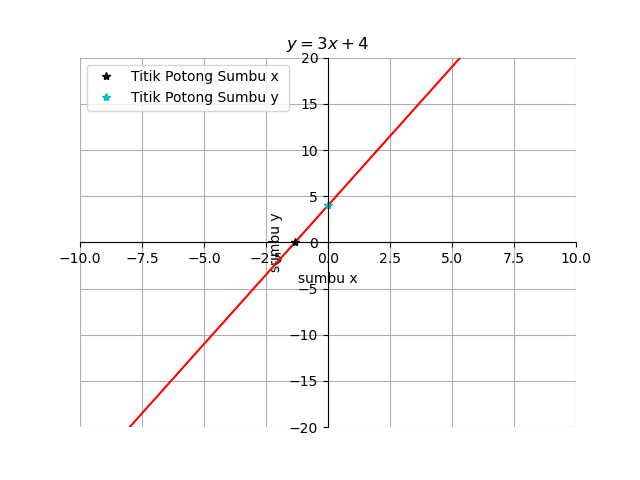 y = 3x + 4
Titik Potong Sumbu x
Titik Potong Sumbu y
20
15
10
5
0
−5
−10
−15
−20
−10.0 −7.5 −5.0 −2.5 0.0 2.5 5.0 7.5 10.0
sumbu x
sumbu y